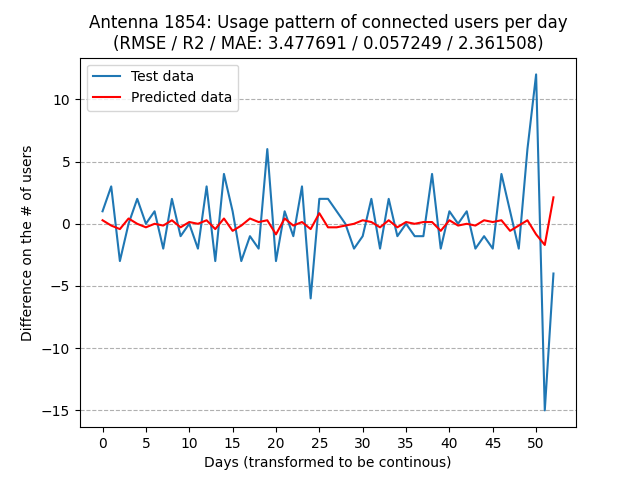 Antenna 1854: Usage pattern of connected users per day
(RMSE / R2 / MAE: 3.477691 / 0.057249 / 2.361508)
Test data
Predicted data
Difference on the # of users
10
5
0
−5
−10
−15
0 5 10 15 20 25 30 35 40 45 50
Days (transformed to be continous)